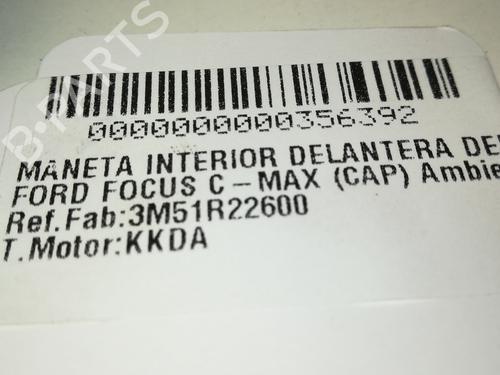 B-PARTS
0000000000356392
MANETA INTERIOR DELANTERA DE
FORD FOCUS C-MAX (CAP) Ambie
Ref.Fab:3M51R22600
T.Motor:KKDA